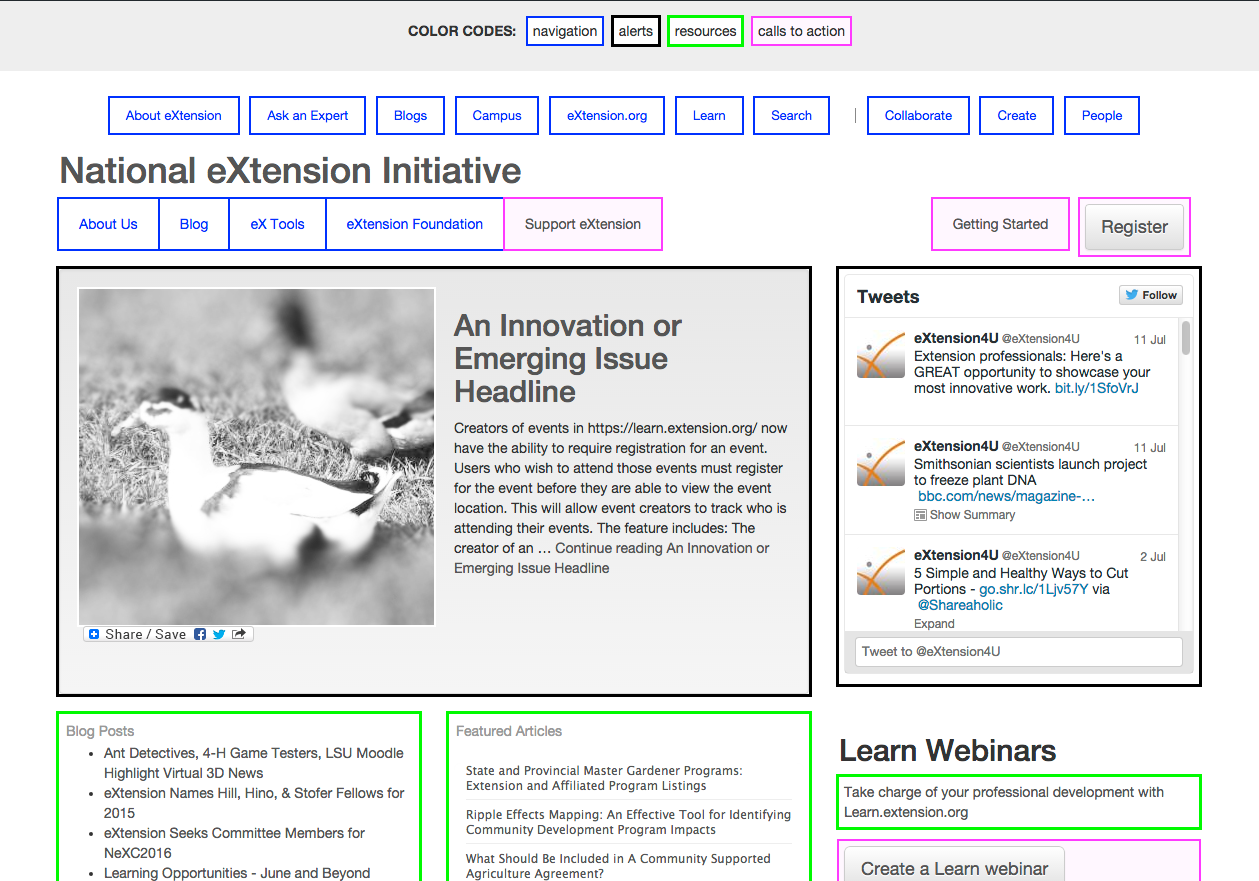 COLOR CODES: navigation alerts resources calls to action
About eXtension Ask an Expert Blogs Campus eXtension.org Learn Search | Collaborate Create People
National eXtension Initiative
About Us Blog eX Tools eXtension Foundation Support eXtension Getting Started Register
An Innovation or
Emerging Issue
Headline
Creators of events in https://learn.extension.org/ now
have the ability to require registration for an event.
Users who wish to attend those events must register
for the event before they are able to view the event
location. This will allow event creators to track who is
attending their events. The feature includes: The
creator of an … Continue reading An Innovation or
Emerging Issue Headline
Share / Save
Tweets Follow
eXtension4U @eXtension4U 11 Jul
Extension professionals: Here's a
GREAT opportunity to showcase your
most innovative work. bit.ly/1SfoVrJ
eXtension4U @eXtension4U 11 Jul
Smithsonian scientists launch project
to freeze plant DNA
bbc.com/news/magazine-…
Show Summary
eXtension4U @eXtension4U 2 Jul
5 Simple and Healthy Ways to Cut
Portions - go.shr.lc/1Ljv57Y via
@Shareaholic
Expand
Tweet to @eXtension4U
Blog Posts
• Ant Detectives, 4-H Game Testers, LSU Moodle
Highlight Virtual 3D News
• eXtension Names Hill, Hino, & Stofer Fellows for
2015
• eXtension Seeks Committee Members for
NeXC2016
• Learning Opportunities - June and Beyond
Featured Articles
State and Provincial Master Gardener Programs:
Extension and Affiliated Program Listings
Ripple Effects Mapping: An Effective Tool for Identifying
Community Development Program Impacts
What Should Be Included in A Community Supported
Agriculture Agreement?
Learn Webinars
Take charge of your professional development with
Learn.extension.org
Create a Learn webinar